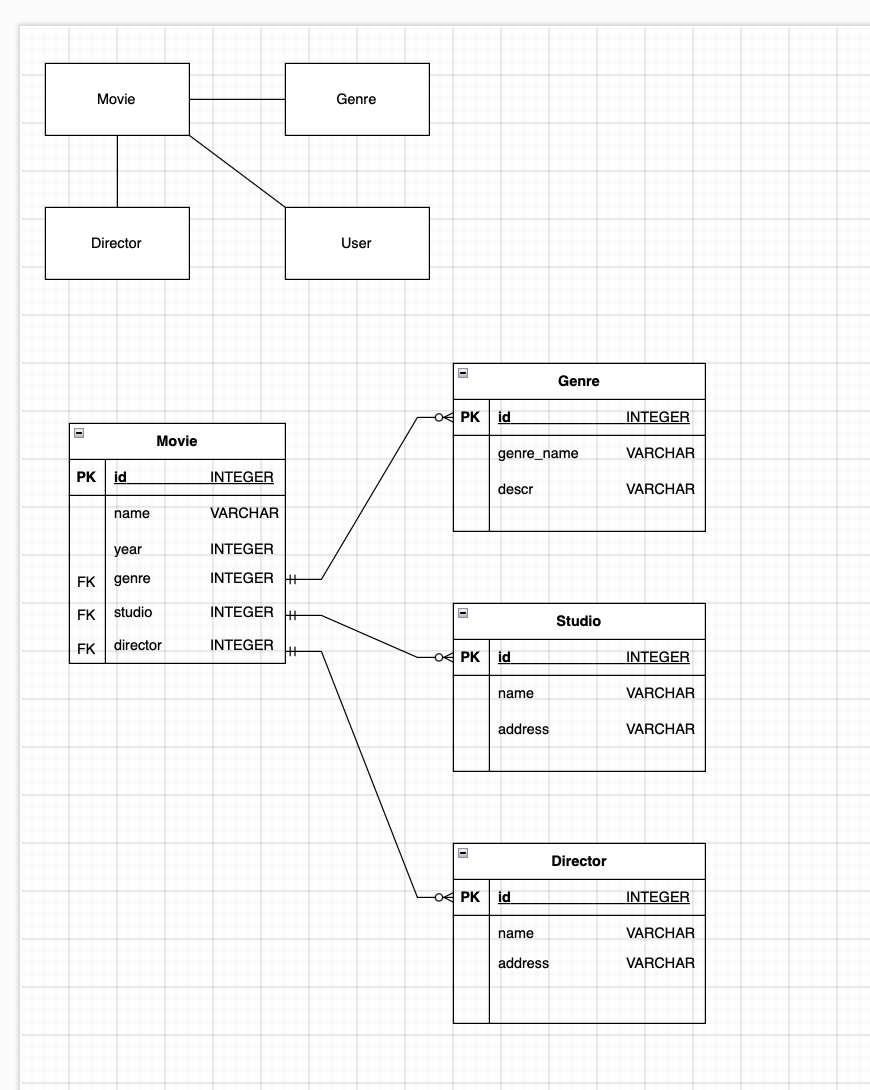 Movie
Genre
Director
User
Movie
PK id INTEGER
name VARCHAR
year INTEGER
FK genre INTEGER
FK studio INTEGER
FK director INTEGER
Genre
PK id INTEGER
genre_name VARCHAR
descr VARCHAR
Studio
PK id INTEGER
name VARCHAR
address VARCHAR
Director
PK id INTEGER
name VARCHAR
address VARCHAR